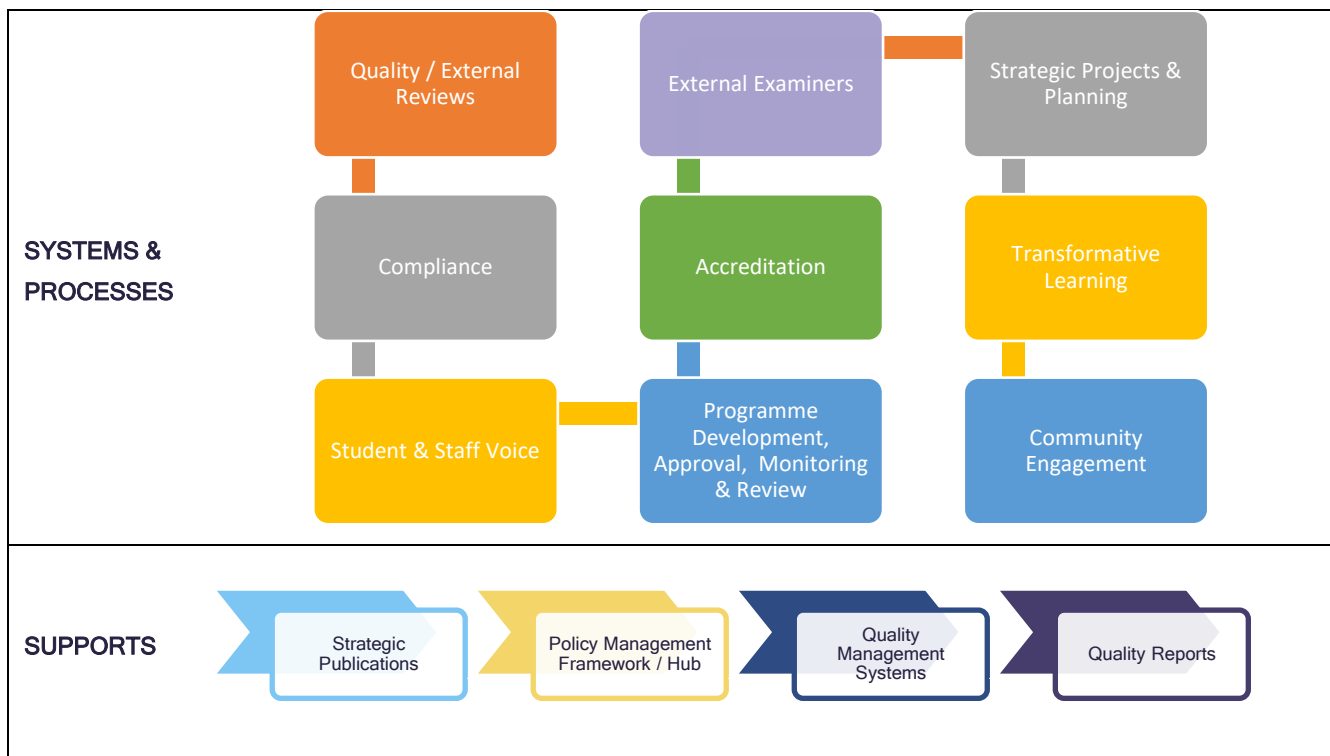 Quality / External
Reviews
External Examiners
Strategic Projects &
Planning
SYSTEMS &
PROCESSES
Compliance
Accreditation
Transformative
Learning
Student & Staff Voice
Programme
Development,
Approval,  Monitoring
& Review
Community
Engagement
SUPPORTS
Strategic
Publications
Policy Management
Framework / Hub
Quality
Management
Systems
Quality Reports